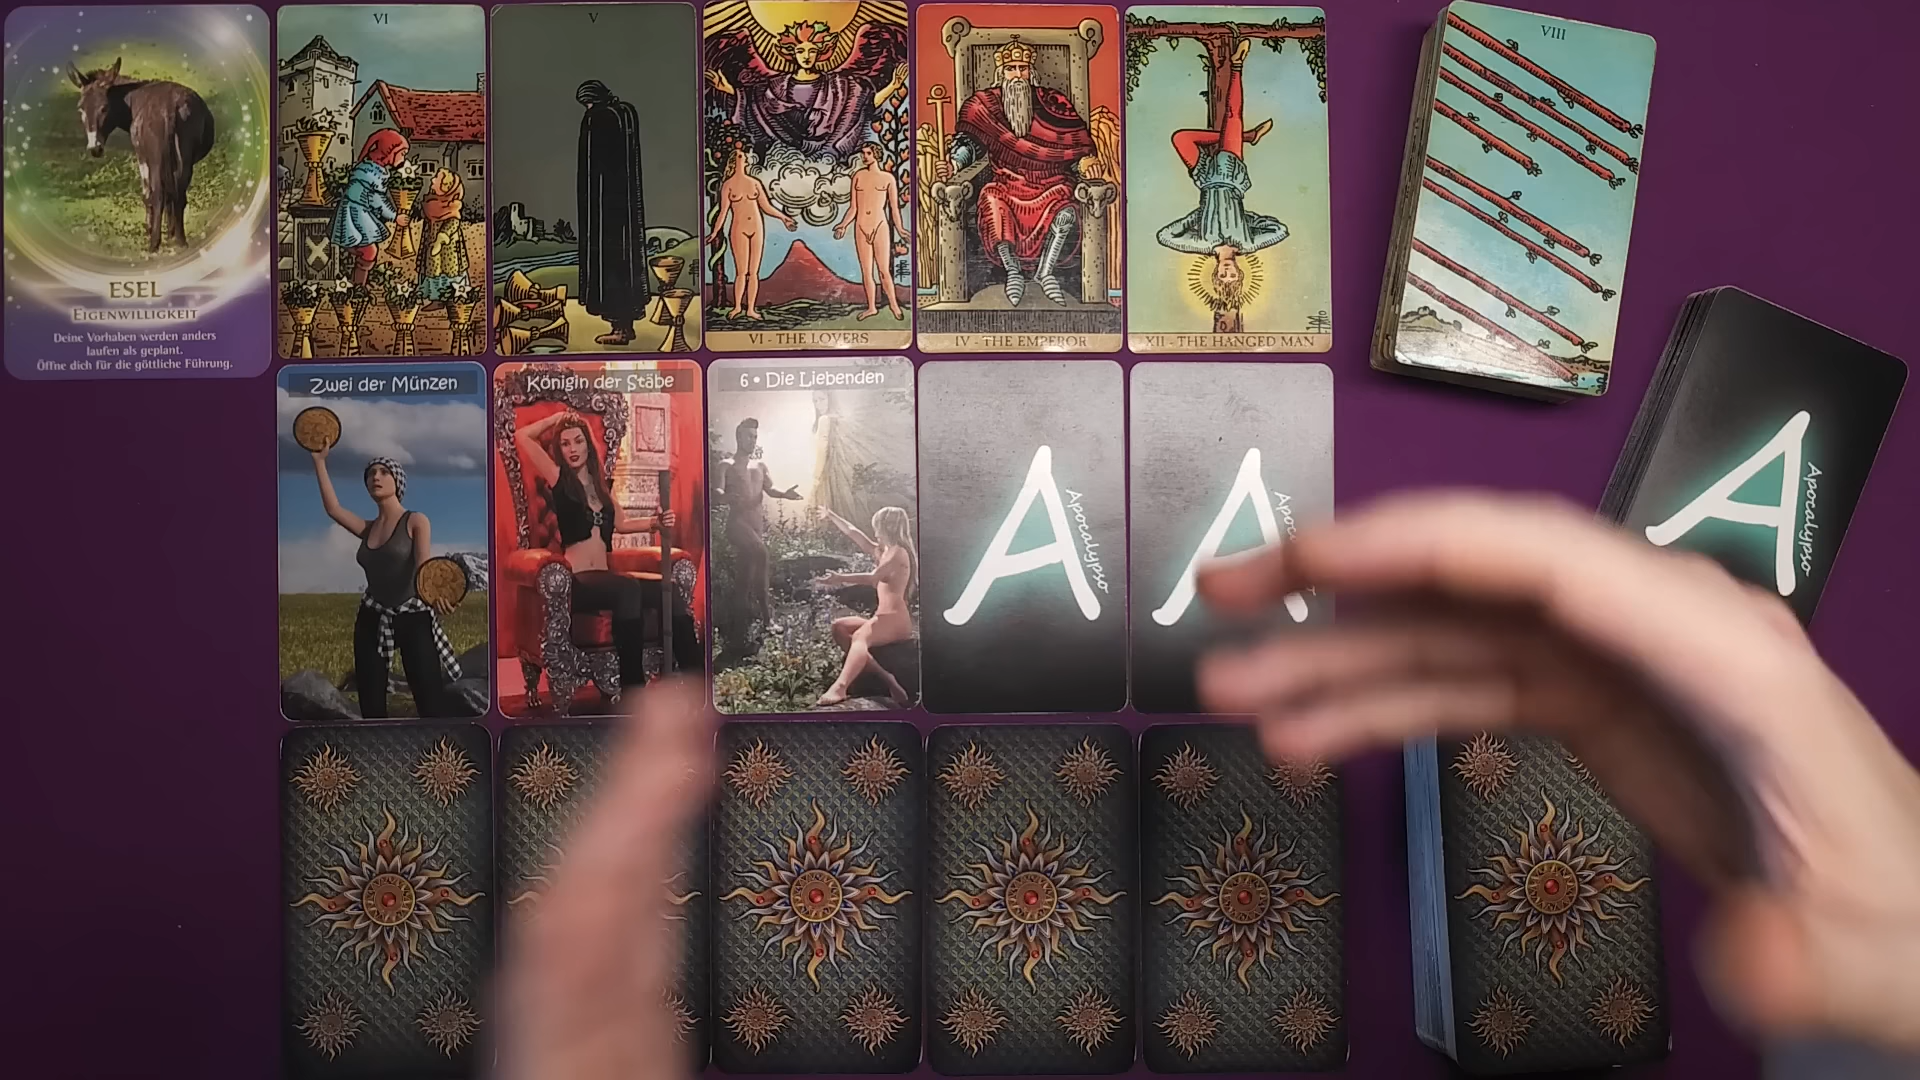 VI
V
VIII
ESEL
EIGENWILLIGKEIT
Deine Vorhaben werden anders
laufen als geplant.
Öffne dich für die göttliche Führung.
VI - THE LOVERS
IV - THE EMPEROR
XII - THE HANGED MAN
Zwei der Münzen
Königin der Stäbe
6 • Die Liebenden
A
Apocalypso
A
A
Apocalypso